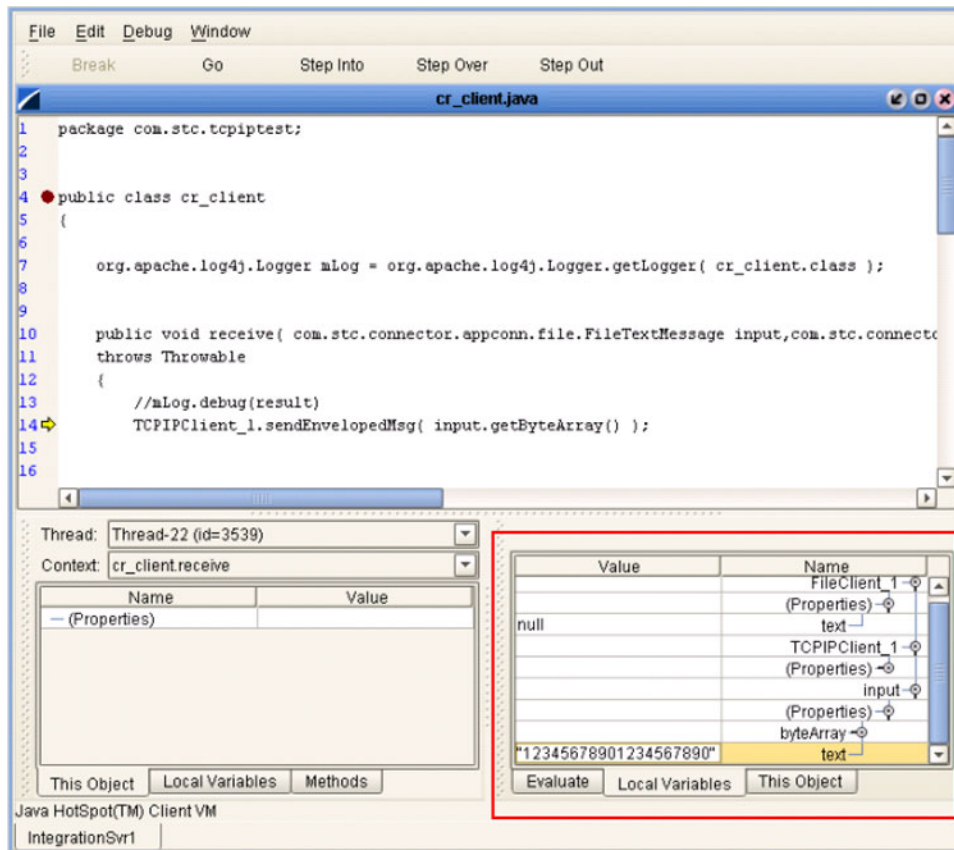 File Edit Debug Window
Break Go Step Into Step Over Step Out
cr_client.java
1 package com.stc.tcpiptest;
2
3
4 public class cr_client
5 {
6
7 org.apache.log4j.Logger mLog = org.apache.log4j.Logger.getLogger( cr_client.class );
8
9
10 public void receive( com.stc.connector.appconn.file.FileTextMessage input,com.stc.connecto
11 throws Throwable
12 {
13 //mLog.debug(result)
14 TCPIPClient_1.sendEnvelopedMsg( input.getByteArray() );
15
16
Thread: Thread-22 (id=3539)
Context: cr_client.receive
Name Value
(Properties)
This Object Local Variables Methods
Value Name
FileClient_1
(Properties)
null text
TCPIPClient_1
(Properties)
input
(Properties)
byteArray
"12345678901234567890" text
Evaluate Local Variables This Object
Java HotSpot(TM) Client VM
IntegrationSvr1